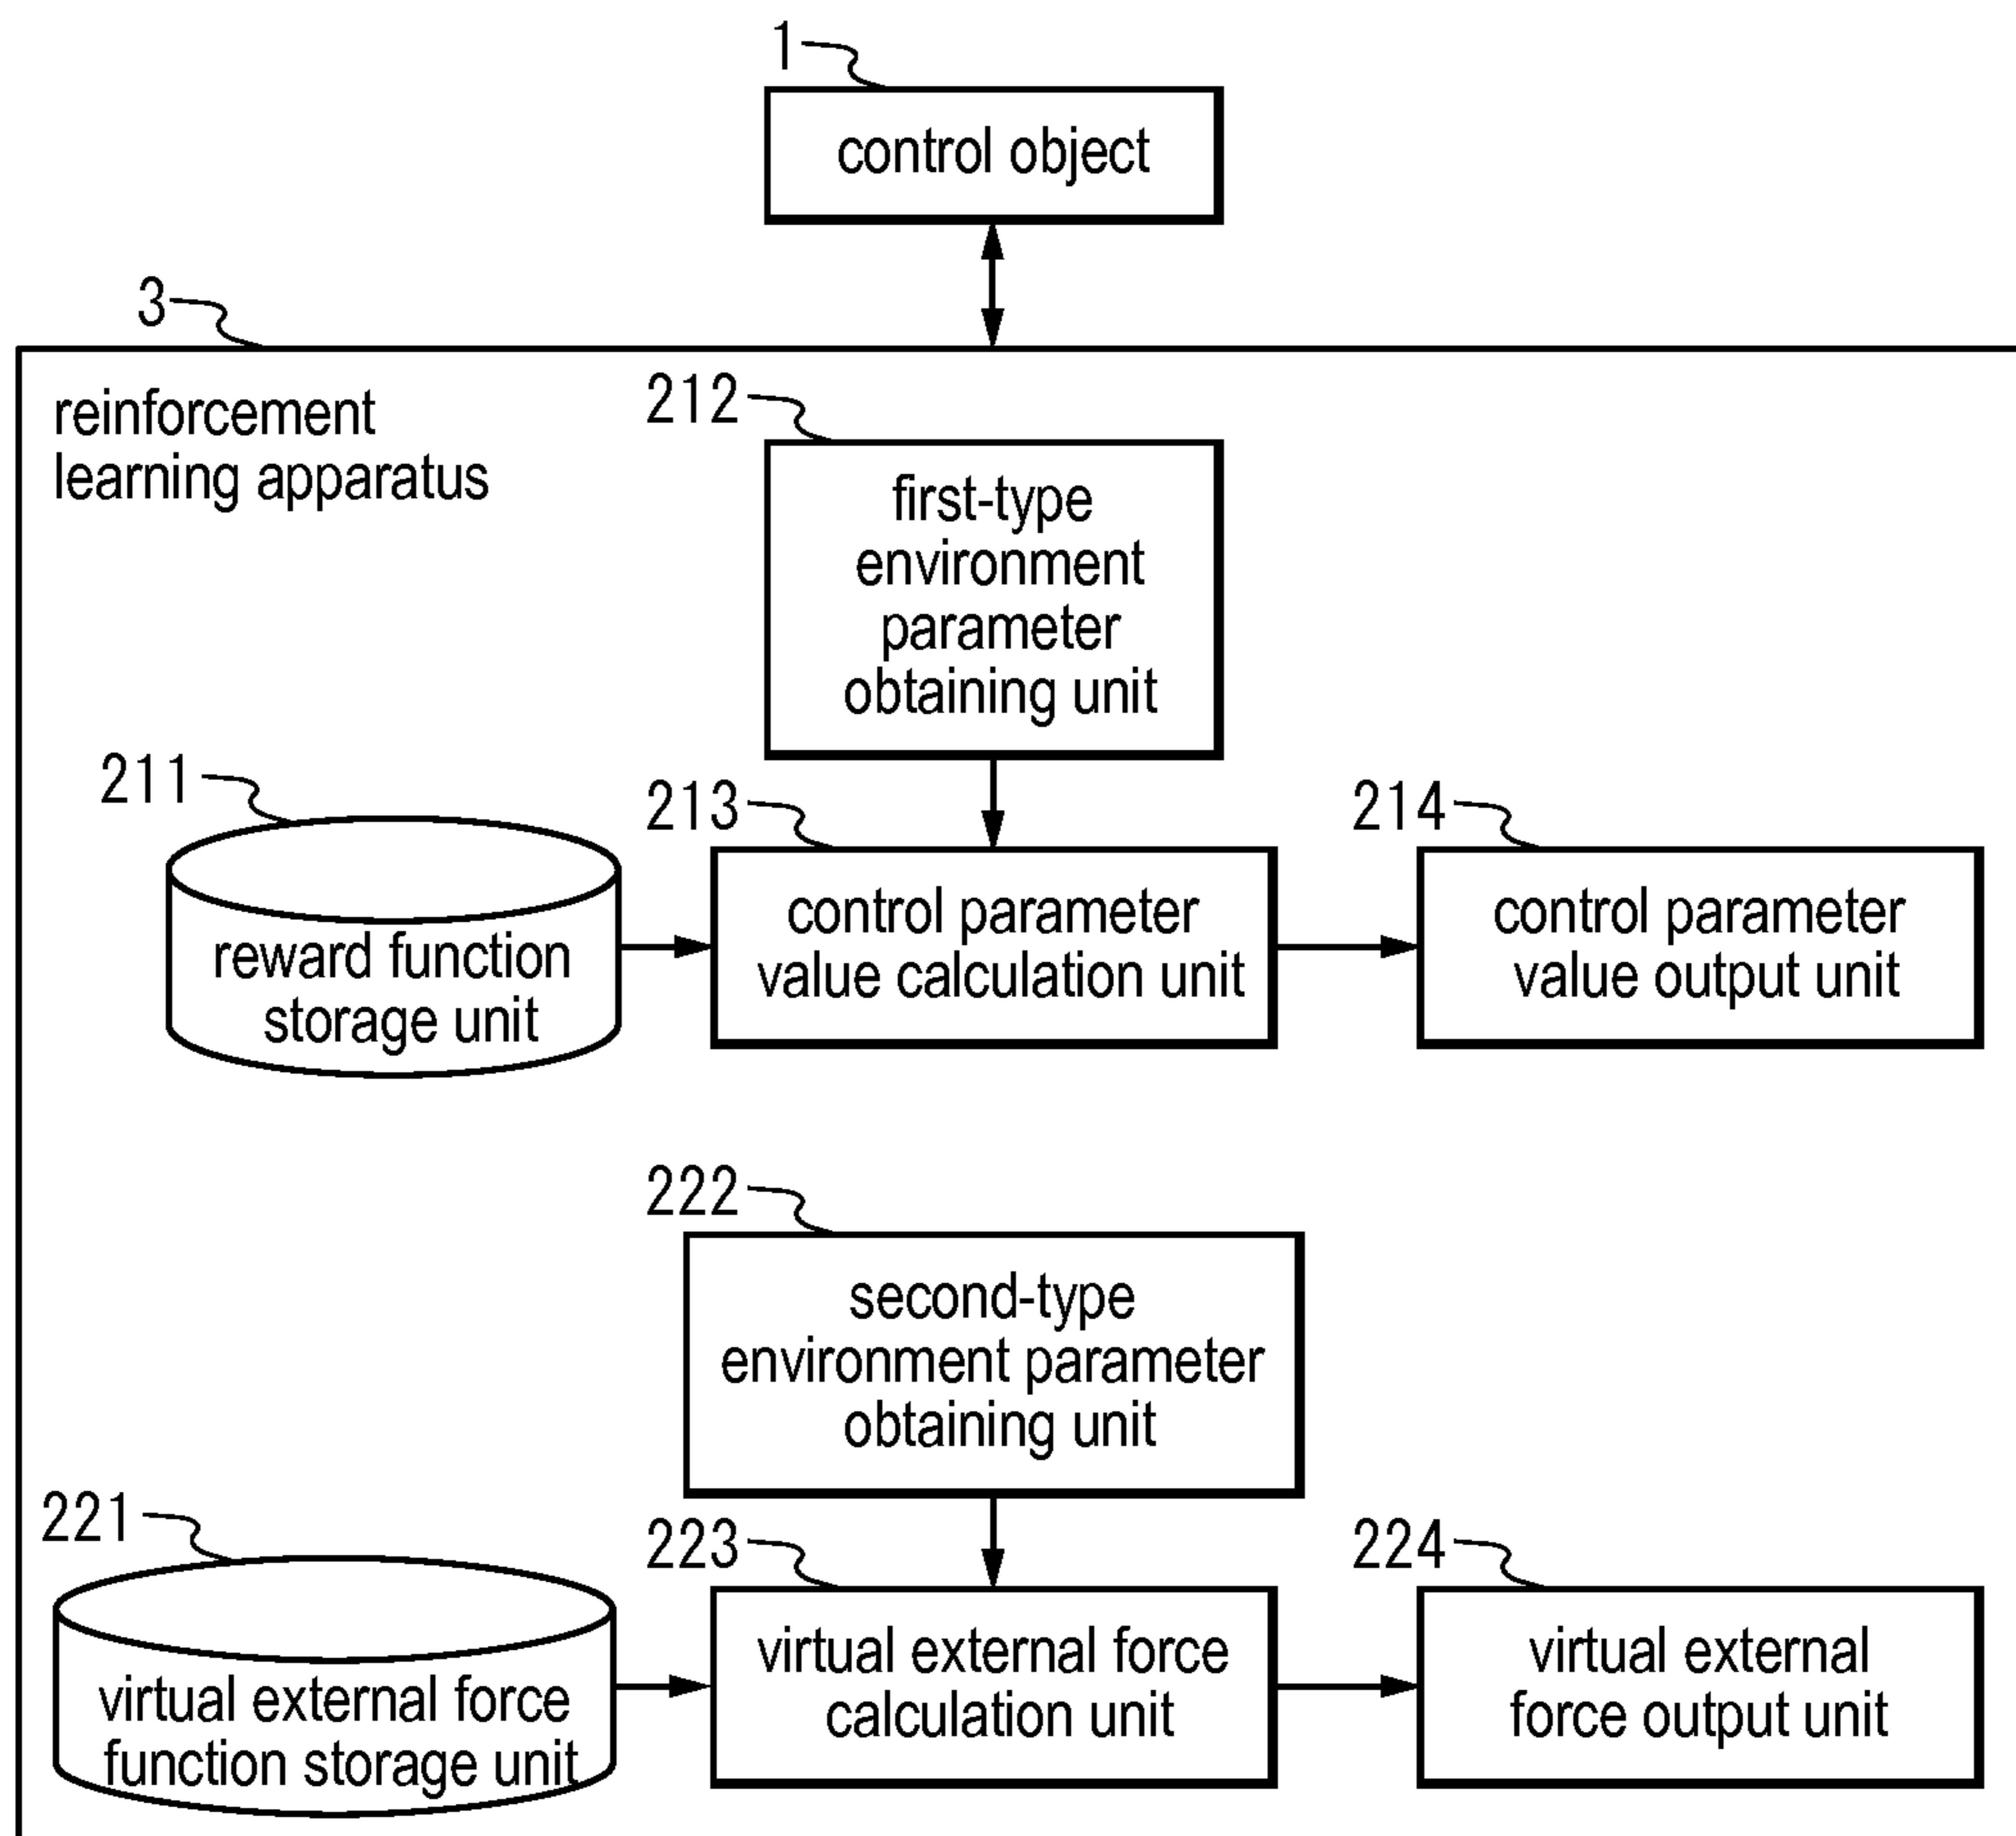 1
control object
3
reinforcement
learning apparatus
212
first-type
environment
parameter
obtaining unit
211
reward function
storage unit
213
control parameter
value calculation unit
214
control parameter
value output unit
222
second-type
environment parameter
obtaining unit
221
virtual external force
function storage unit
223
virtual external force
calculation unit
224
virtual external
force output unit